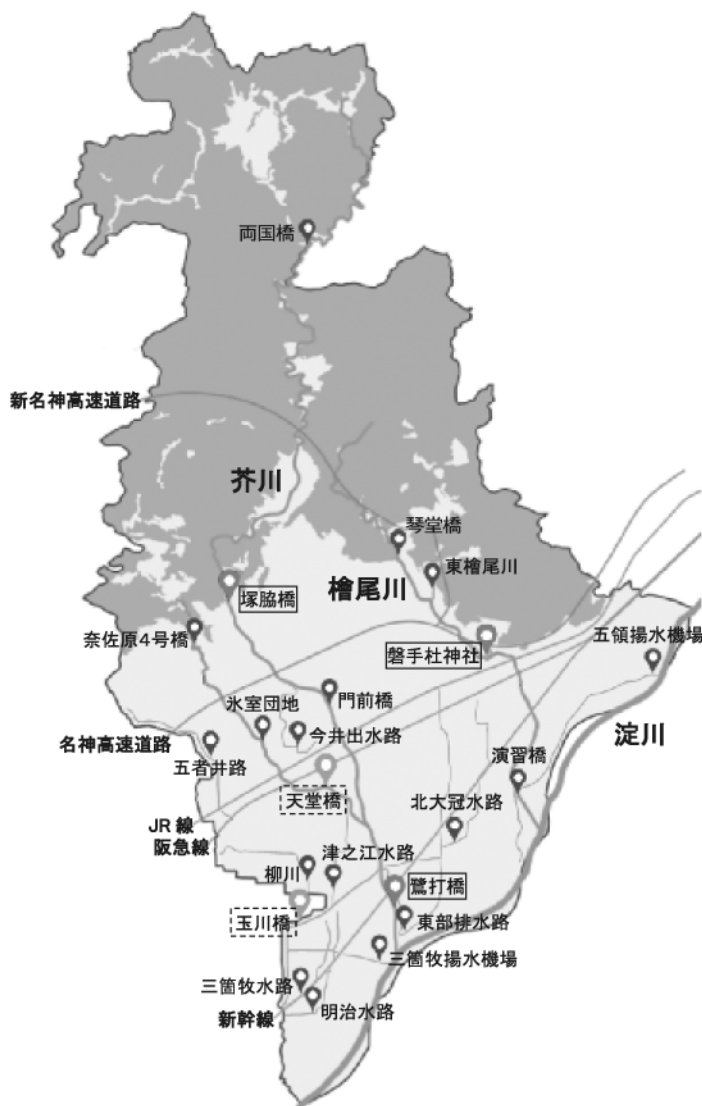 両国橋
新名神高速道路
芥川
琴堂橋
東檜尾川
檜尾川
塚脇橋
奈佐原4号橋
磐手杜神社
五領揚水機場
門前橋
氷室団地
今井出水路
名神高速道路
五者井路
淀川
演習橋
天堂橋
北大冠水路
JR線
阪急線
柳川
津之江水路
鷺打橋
玉川橋
東部排水路
三箇牧揚水機場
三箇牧水路
明治水路
新幹線